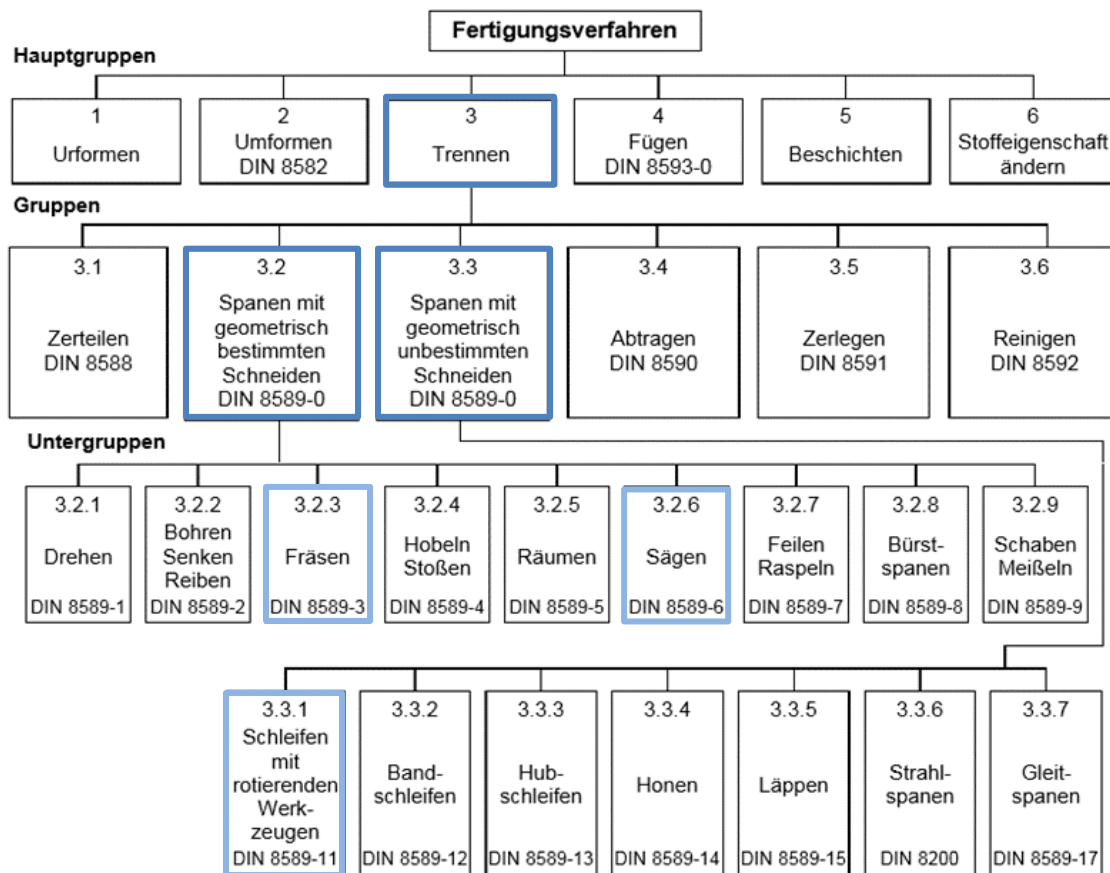 Fertigungsverfahren
Hauptgruppen
1
Urformen
2
Umformen
DIN 8582
3
Trennen
4
Fügen
DIN 8593-0
5
Beschichten
6
Stoffeigenschaft
ändern
Gruppen
3.1
Zerteilen
DIN 8588
3.2
Spanen mit
geometrisch
bestimmten
Schneiden
DIN 8589-0
3.3
Spanen mit
geometrisch
unbestimmten
Schneiden
DIN 8589-0
3.4
Abtragen
DIN 8590
3.5
Zerlegen
DIN 8591
3.6
Reinigen
DIN 8592
Untergruppen
3.2.1
Drehen
DIN 8589-1
3.2.2
Bohren
Senken
Reiben
DIN 8589-2
3.2.3
Fräsen
DIN 8589-3
3.2.4
Hobeln
Stoßen
DIN 8589-4
3.2.5
Räumen
DIN 8589-5
3.2.6
Sägen
DIN 8589-6
3.2.7
Feilen
Raspeln
DIN 8589-7
3.2.8
Bürst-
spanen
DIN 8589-8
3.2.9
Schaben
Meißeln
DIN 8589-9
3.3.1
Schleifen
mit
rotierenden
Werk-
zeugen
DIN 8589-11
3.3.2
Band-
schleifen
DIN 8589-12
3.3.3
Hub-
schleifen
DIN 8589-13
3.3.4
Honen
DIN 8589-14
3.3.5
Läppen
DIN 8589-15
3.3.6
Strahl-
spanen
DIN 8200
3.3.7
Gleit-
spanen
DIN 8589-17